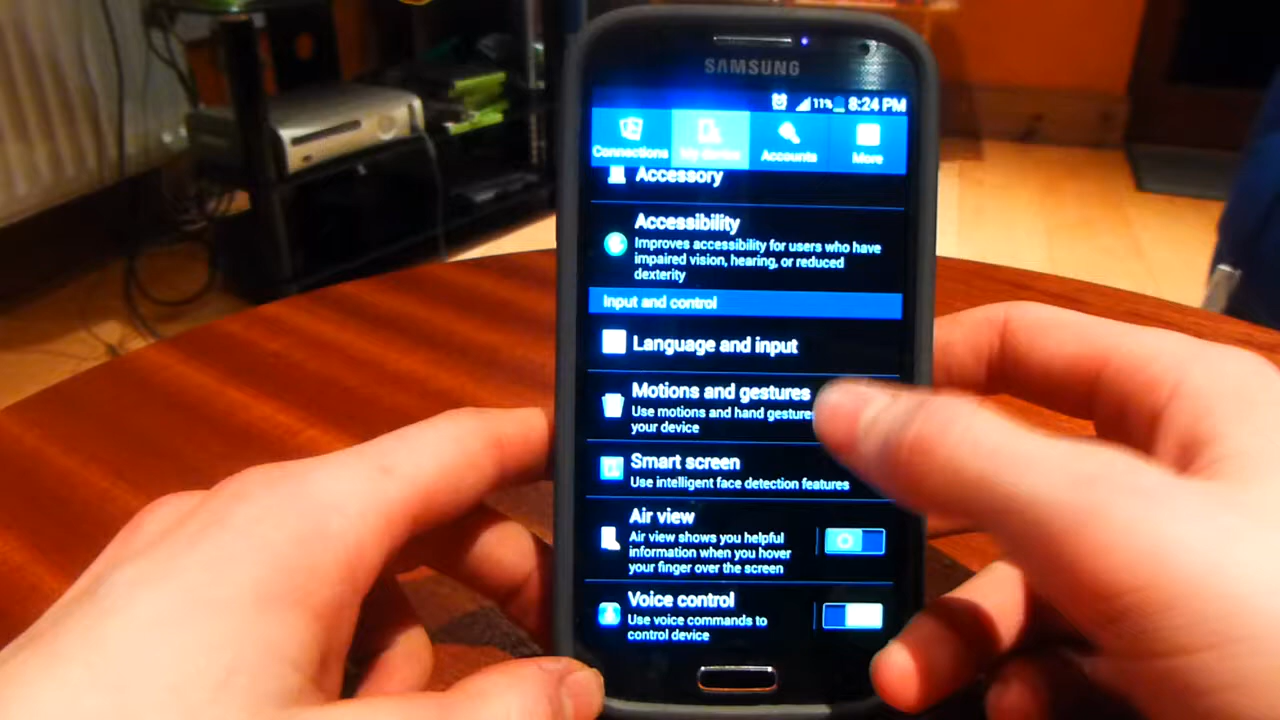 SAMSUNG
11% 8:24 PM
Connections My device Accounts More
Accessory
Accessibility
Improves accessibility for users who have
impaired vision, hearing, or reduced
dexterity
Input and control
Language and input
Motions and gestures
Use motions and hand gesture
your device
Smart screen
Use intelligent face detection features
Air view
Air view shows you helpful
information when you hover
your finger over the screen
Voice control
Use voice commands to
control device